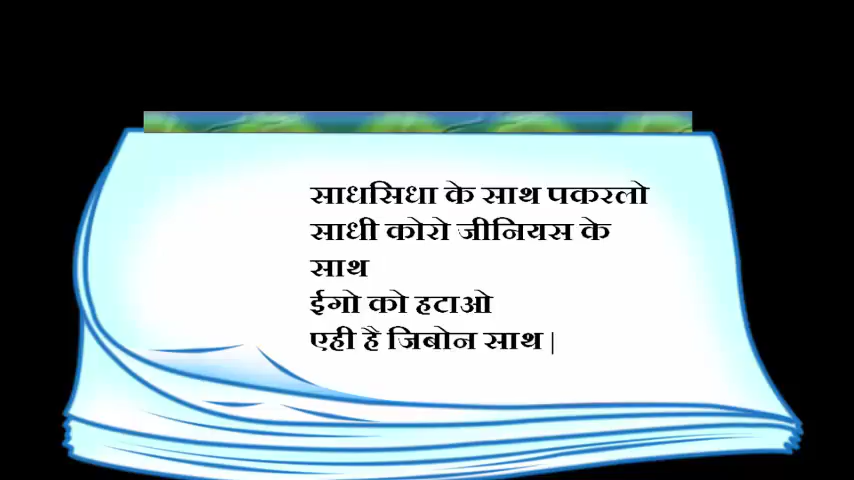 साधसिधा के साथ पकरलो
साधी कोरो जीनियस के
साथ
ईगो को हटाओ
एही है जिबोन साथ |